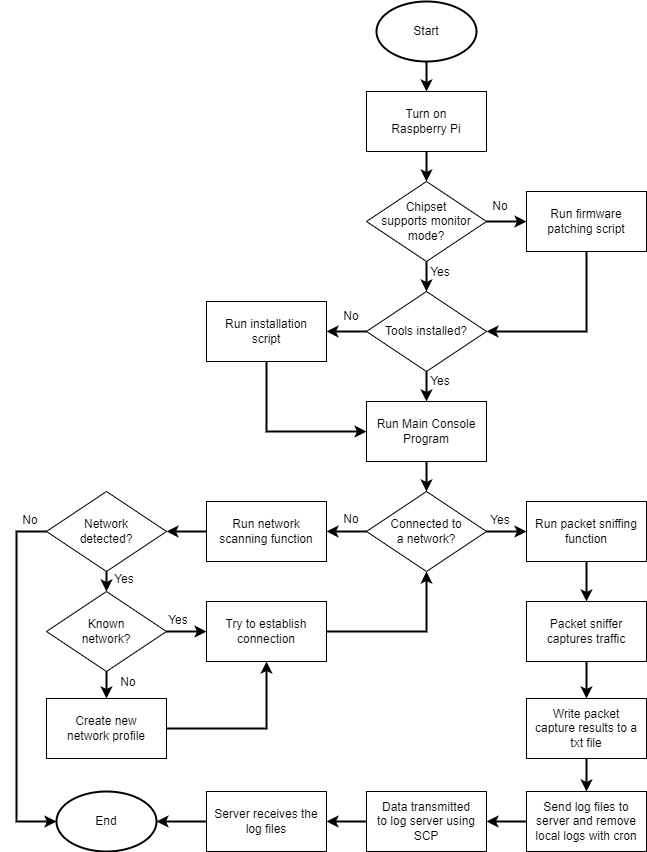 Start
Turn on
Raspberry Pi
Chipset
supports monitor
mode?
No
Run firmware
patching script
Yes
Tools installed?
No
Run installation
script
Yes
Run Main Console
Program
Connected to
a network?
No
Run network
scanning function
Network
detected?
No
Yes
Run packet sniffing
function
Yes
Known
network?
Yes
Try to establish
connection
Packet sniffer
captures traffic
No
Create new
network profile
Write packet
capture results to a
txt file
Send log files to
server and remove
local logs with cron
Data transmitted
to log server using
SCP
Server receives the
log files
End